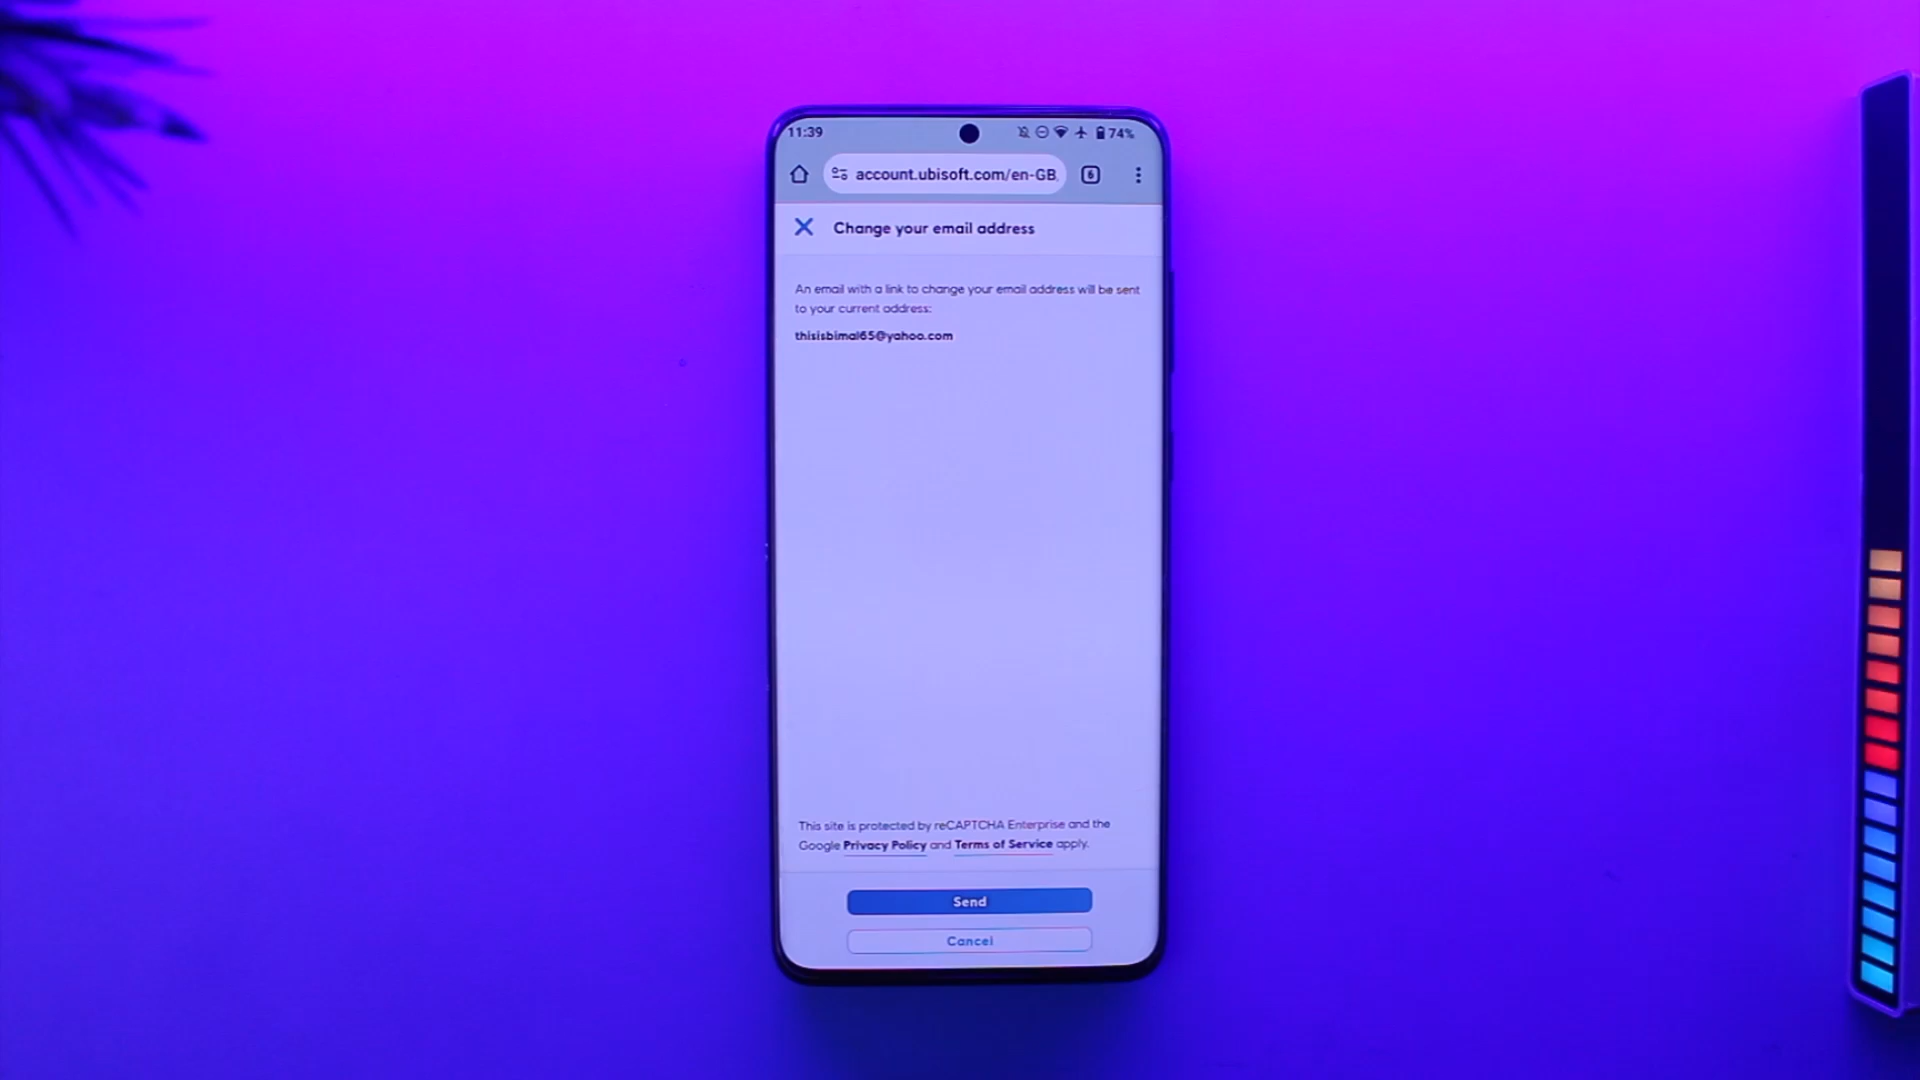 11:39 74%
account.ubisoft.com/en-GB 6
Change your email address
An email with a link to change your email address will be sent
to your current address:
thisisbimal65@yahoo.com
This site is protected by reCAPTCHA Enterprise and the
Google Privacy Policy and Terms of Service apply.
Send
Cancel